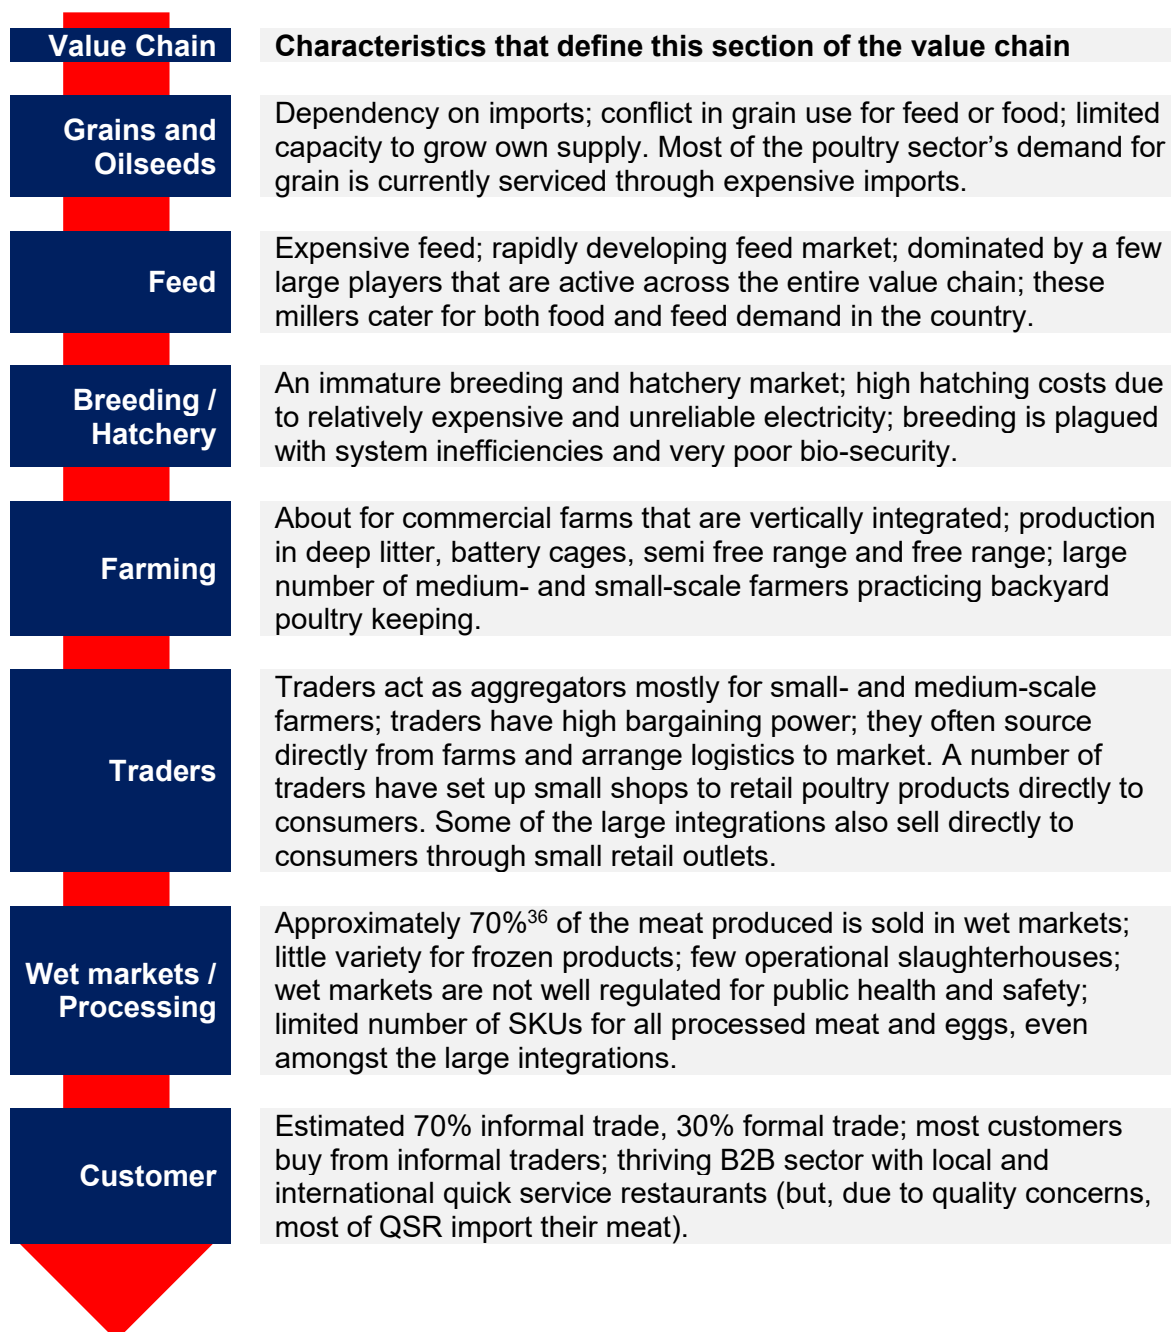 Value Chain
Characteristics that define this section of the value chain
Grains and
Oilseeds
Dependency on imports; conflict in grain use for feed or food; limited
capacity to grow own supply. Most of the poultry sector’s demand for
grain is currently serviced through expensive imports.
Feed
Expensive feed; rapidly developing feed market; dominated by a few
large players that are active across the entire value chain; these
millers cater for both food and feed demand in the country.
Breeding /
Hatchery
An immature breeding and hatchery market; high hatching costs due
to relatively expensive and unreliable electricity; breeding is plagued
with system inefficiencies and very poor bio-security.
Farming
About for commercial farms that are vertically integrated; production
in deep litter, battery cages, semi free range and free range; large
number of medium- and small-scale farmers practicing backyard
poultry keeping.
Traders
Traders act as aggregators mostly for small- and medium-scale
farmers; traders have high bargaining power; they often source
directly from farms and arrange logistics to market. A number of
traders have set up small shops to retail poultry products directly to
consumers. Some of the large integrations also sell directly to
consumers through small retail outlets.
Wet markets /
Processing
Approximately 70%³⁶ of the meat produced is sold in wet markets;
little variety for frozen products; few operational slaughterhouses;
wet markets are not well regulated for public health and safety;
limited number of SKUs for all processed meat and eggs, even
amongst the large integrations.
Customer
Estimated 70% informal trade, 30% formal trade; most customers
buy from informal traders; thriving B2B sector with local and
international quick service restaurants (but, due to quality concerns,
most of QSR import their meat).